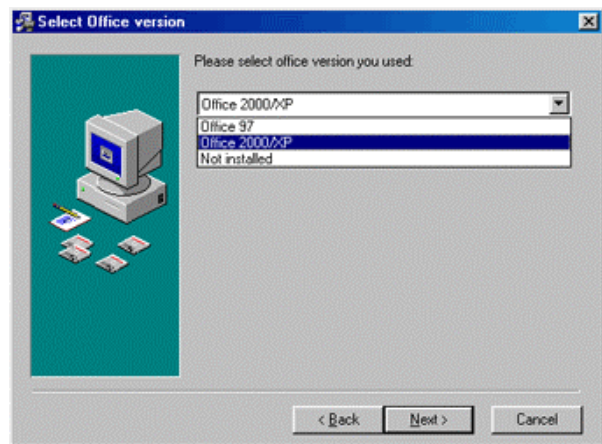 Select Office version
Please select office version you used:
Office 2000/XP
Office 97
Office 2000/XP
Not installed
< Back Next > Cancel